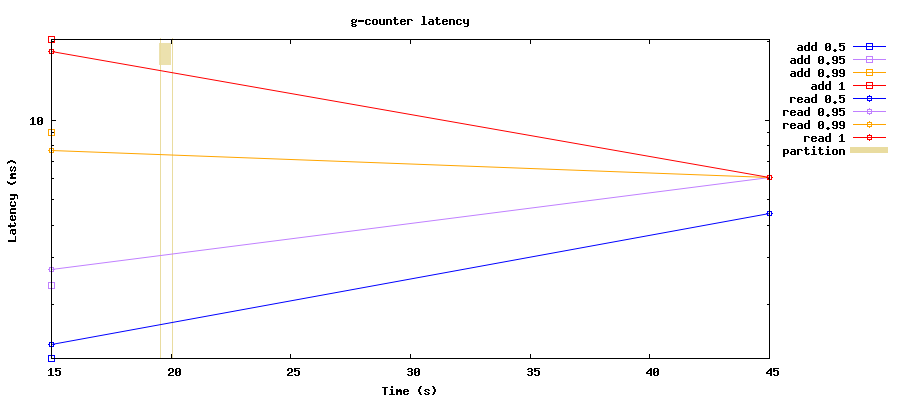 g-counter latency
add 0.5
add 0.95
add 0.99
add 1
read 0.5
read 0.95
read 0.99
read 1
partition
10
Latency (ms)
15 20 25 30 35 40 45
Time (s)